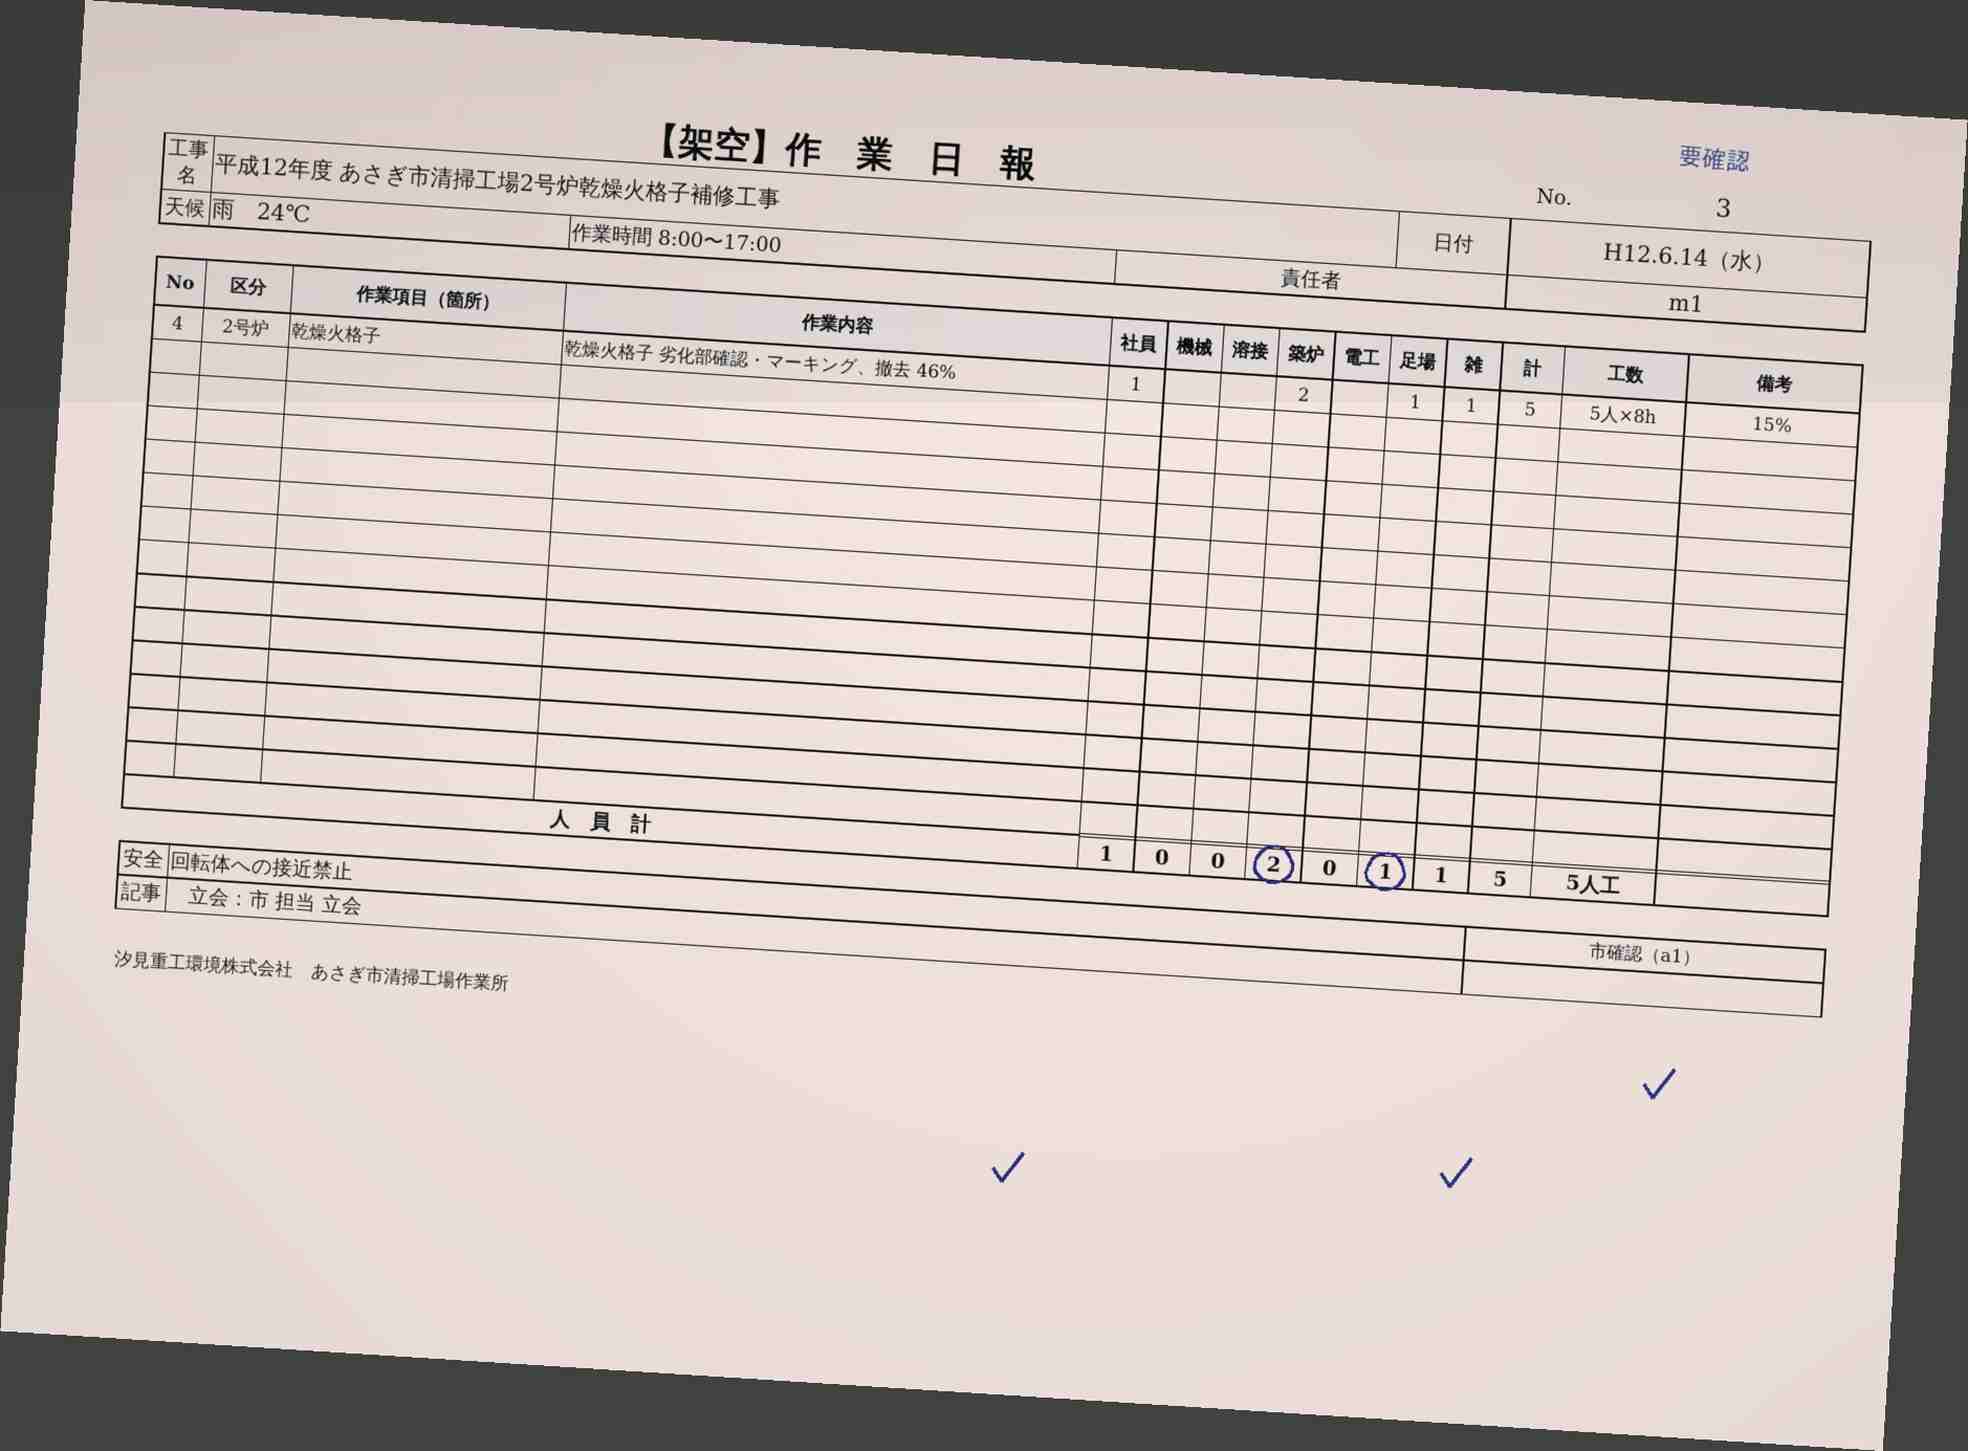 【架空】作 業 日 報
要確認
No. 3
工事名 平成12年度 あさぎ市清掃工場2号炉乾燥火格子補修工事 日付 H12.6.14（水）
天候 雨 24℃ 作業時間 8:00〜17:00 責任者 m1
No 区分 作業項目（箇所） 作業内容 社員 機械 溶接 築炉 電工 足場 雑 計 工数 備考
4 2号炉 乾燥火格子 乾燥火格子 劣化部確認・マーキング、撤去 46% 1 2 1 1 5 5人×8h 15%
人 員 計 1 0 0 2 0 1 1 5 5人工
安全 回転体への接近禁止 市確認（a1）
記事 立会：市 担当 立会
汐見重工環境株式会社 あさぎ市清掃工場作業所